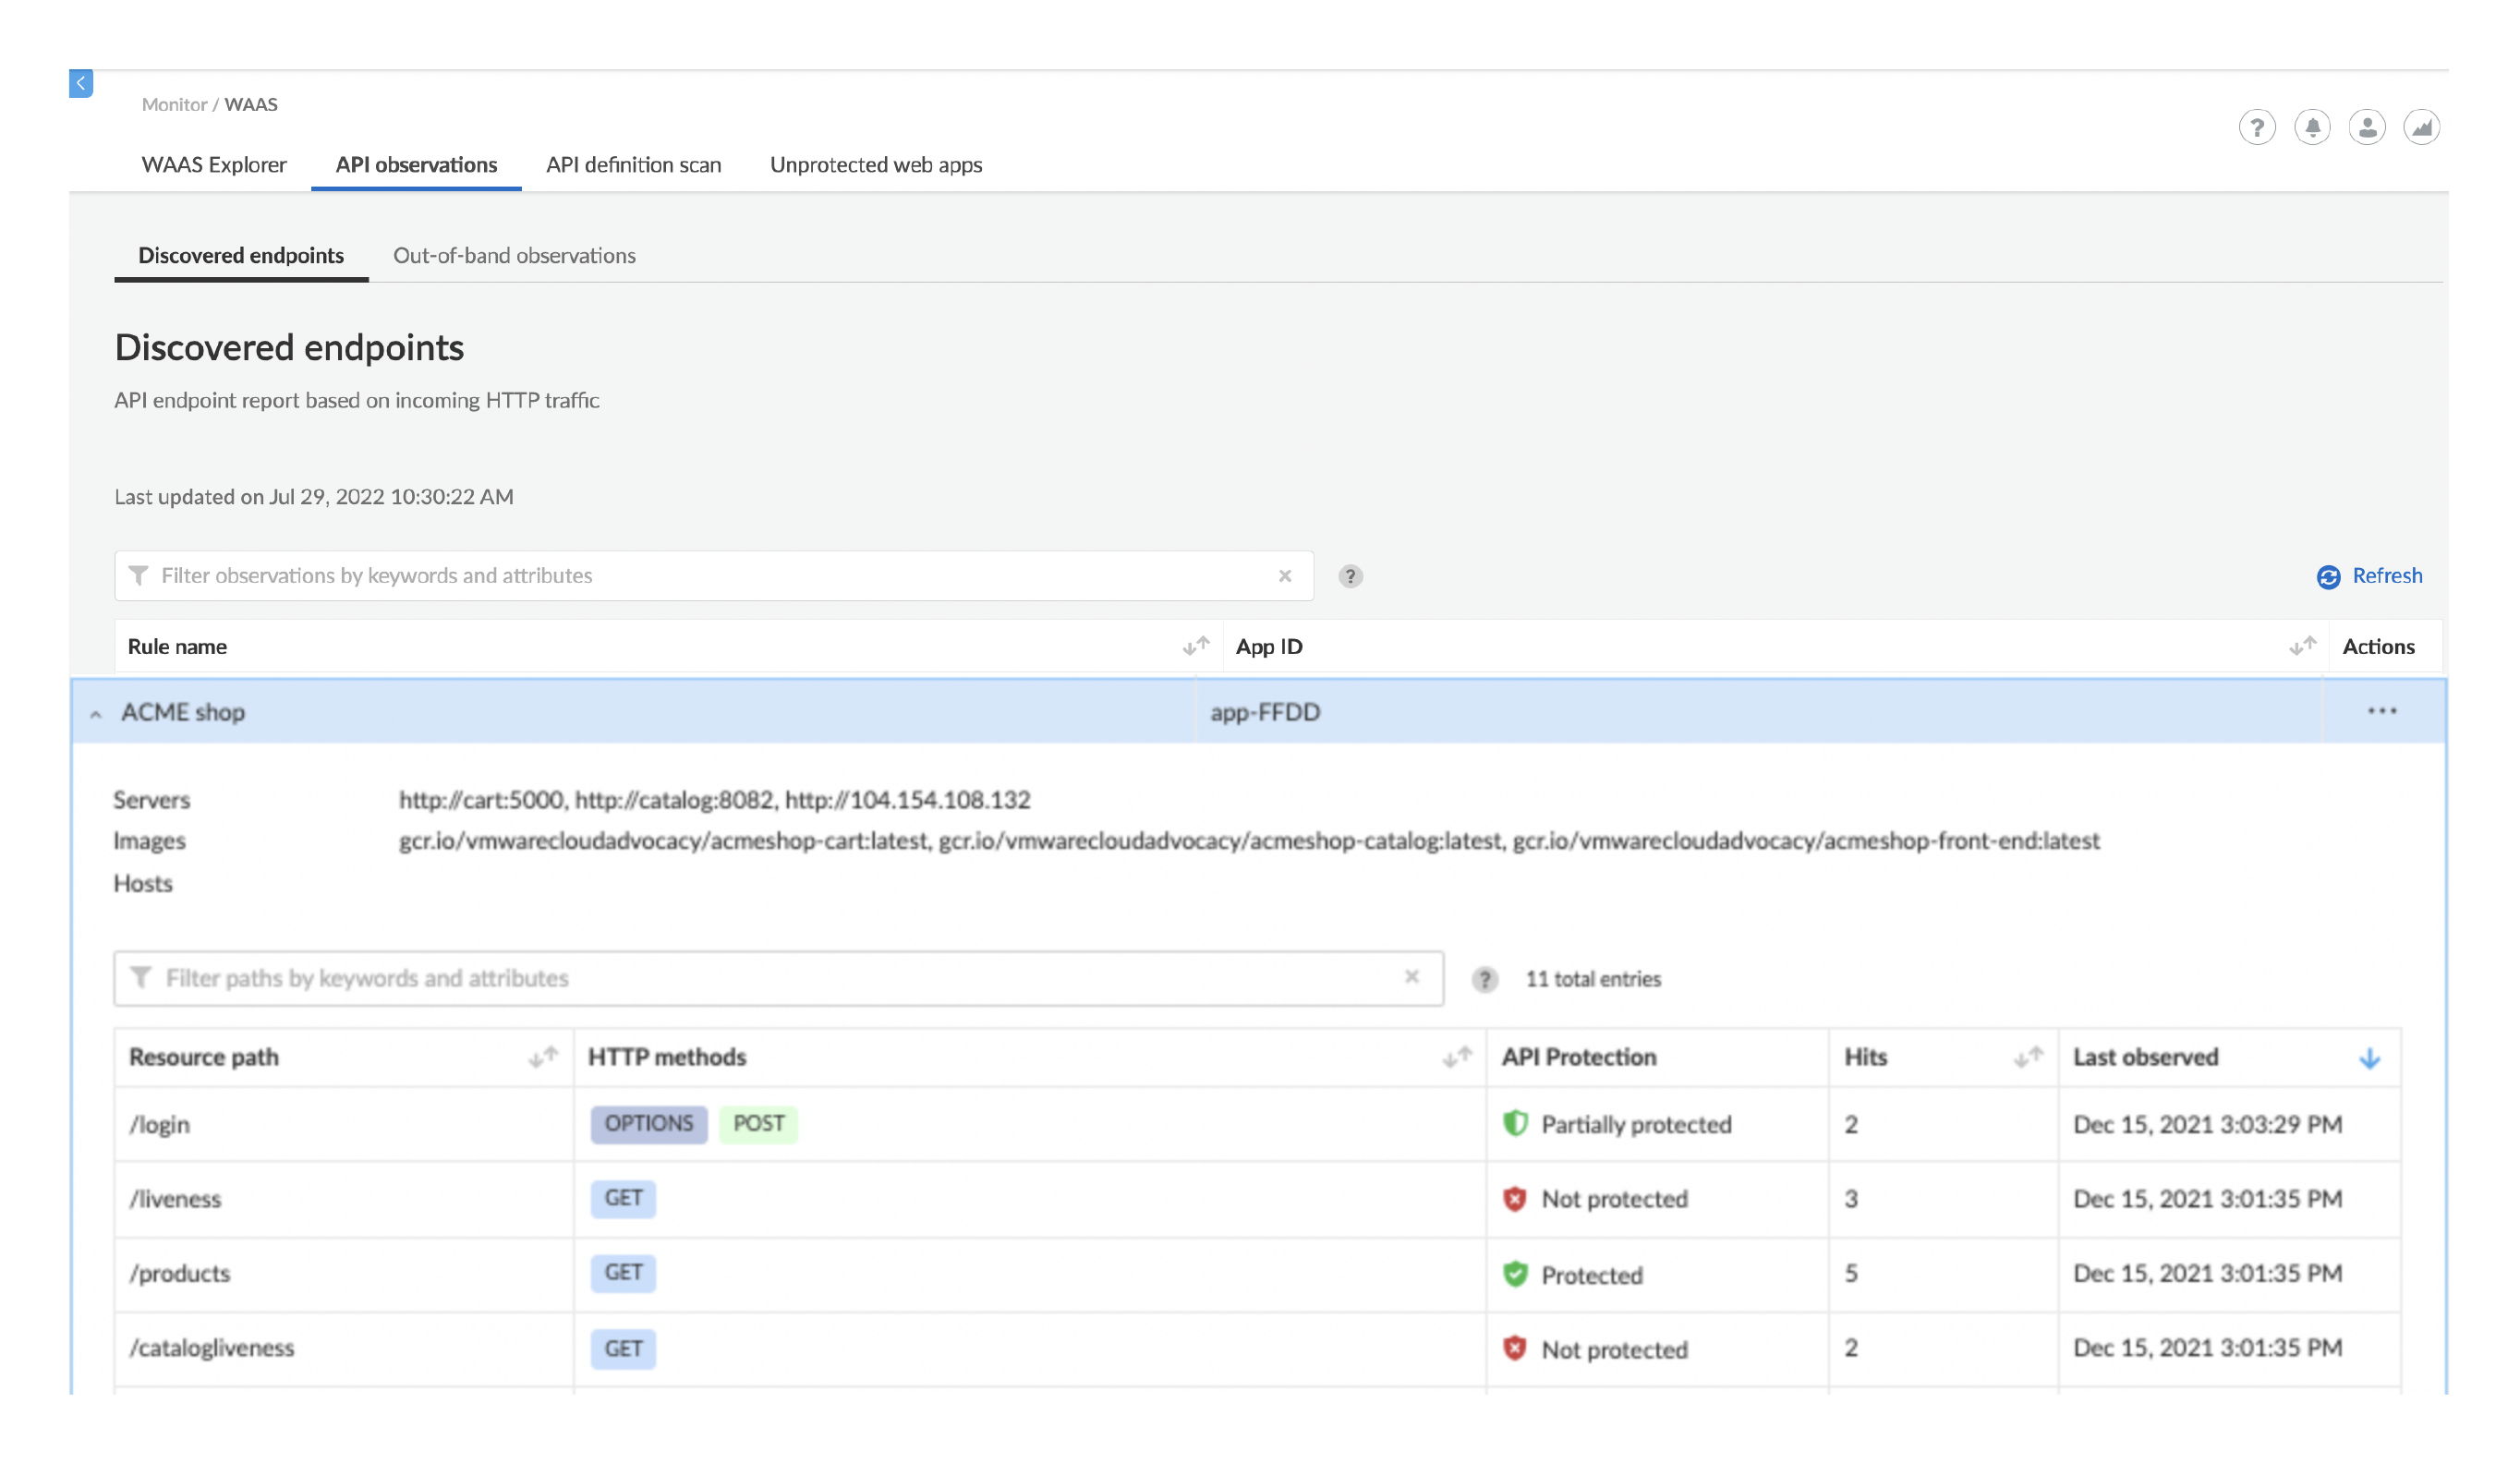 Monitor / WAAS
WAAS Explorer API observations API definition scan Unprotected web apps
Discovered endpoints Out-of-band observations
Discovered endpoints
API endpoint report based on incoming HTTP traffic
Last updated on Jul 29, 2022 10:30:22 AM
Filter observations by keywords and attributes × ? Refresh
Rule name App ID Actions
ACME shop app-FFDD ...
Servers http://cart:5000, http://catalog:8082, http://104.154.108.132
Images gcr.io/vmwarecloudadvocacy/acmeshop-cart:latest, gcr.io/vmwarecloudadvocacy/acmeshop-catalog:latest, gcr.io/vmwarecloudadvocacy/acmeshop-front-end:latest
Hosts
Filter paths by keywords and attributes × ? 11 total entries
Resource path HTTP methods API Protection Hits Last observed
/login OPTIONS POST Partially protected 2 Dec 15, 2021 3:03:29 PM
/liveness GET Not protected 3 Dec 15, 2021 3:01:35 PM
/products GET Protected 5 Dec 15, 2021 3:01:35 PM
/catalogliveness GET Not protected 2 Dec 15, 2021 3:01:35 PM